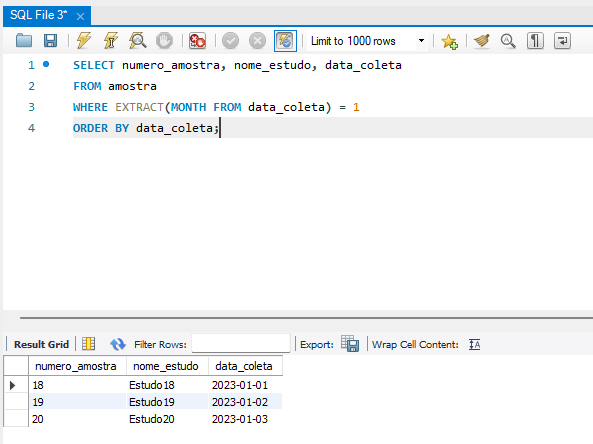 SQL File 3*
Limit to 1000 rows
1 SELECT numero_amostra, nome_estudo, data_coleta
2 FROM amostra
3 WHERE EXTRACT(MONTH FROM data_coleta) = 1
4 ORDER BY data_coleta;
Result Grid Filter Rows: Export: Wrap Cell Content:
numero_amostra nome_estudo data_coleta
18 Estudo18 2023-01-01
19 Estudo19 2023-01-02
20 Estudo20 2023-01-03